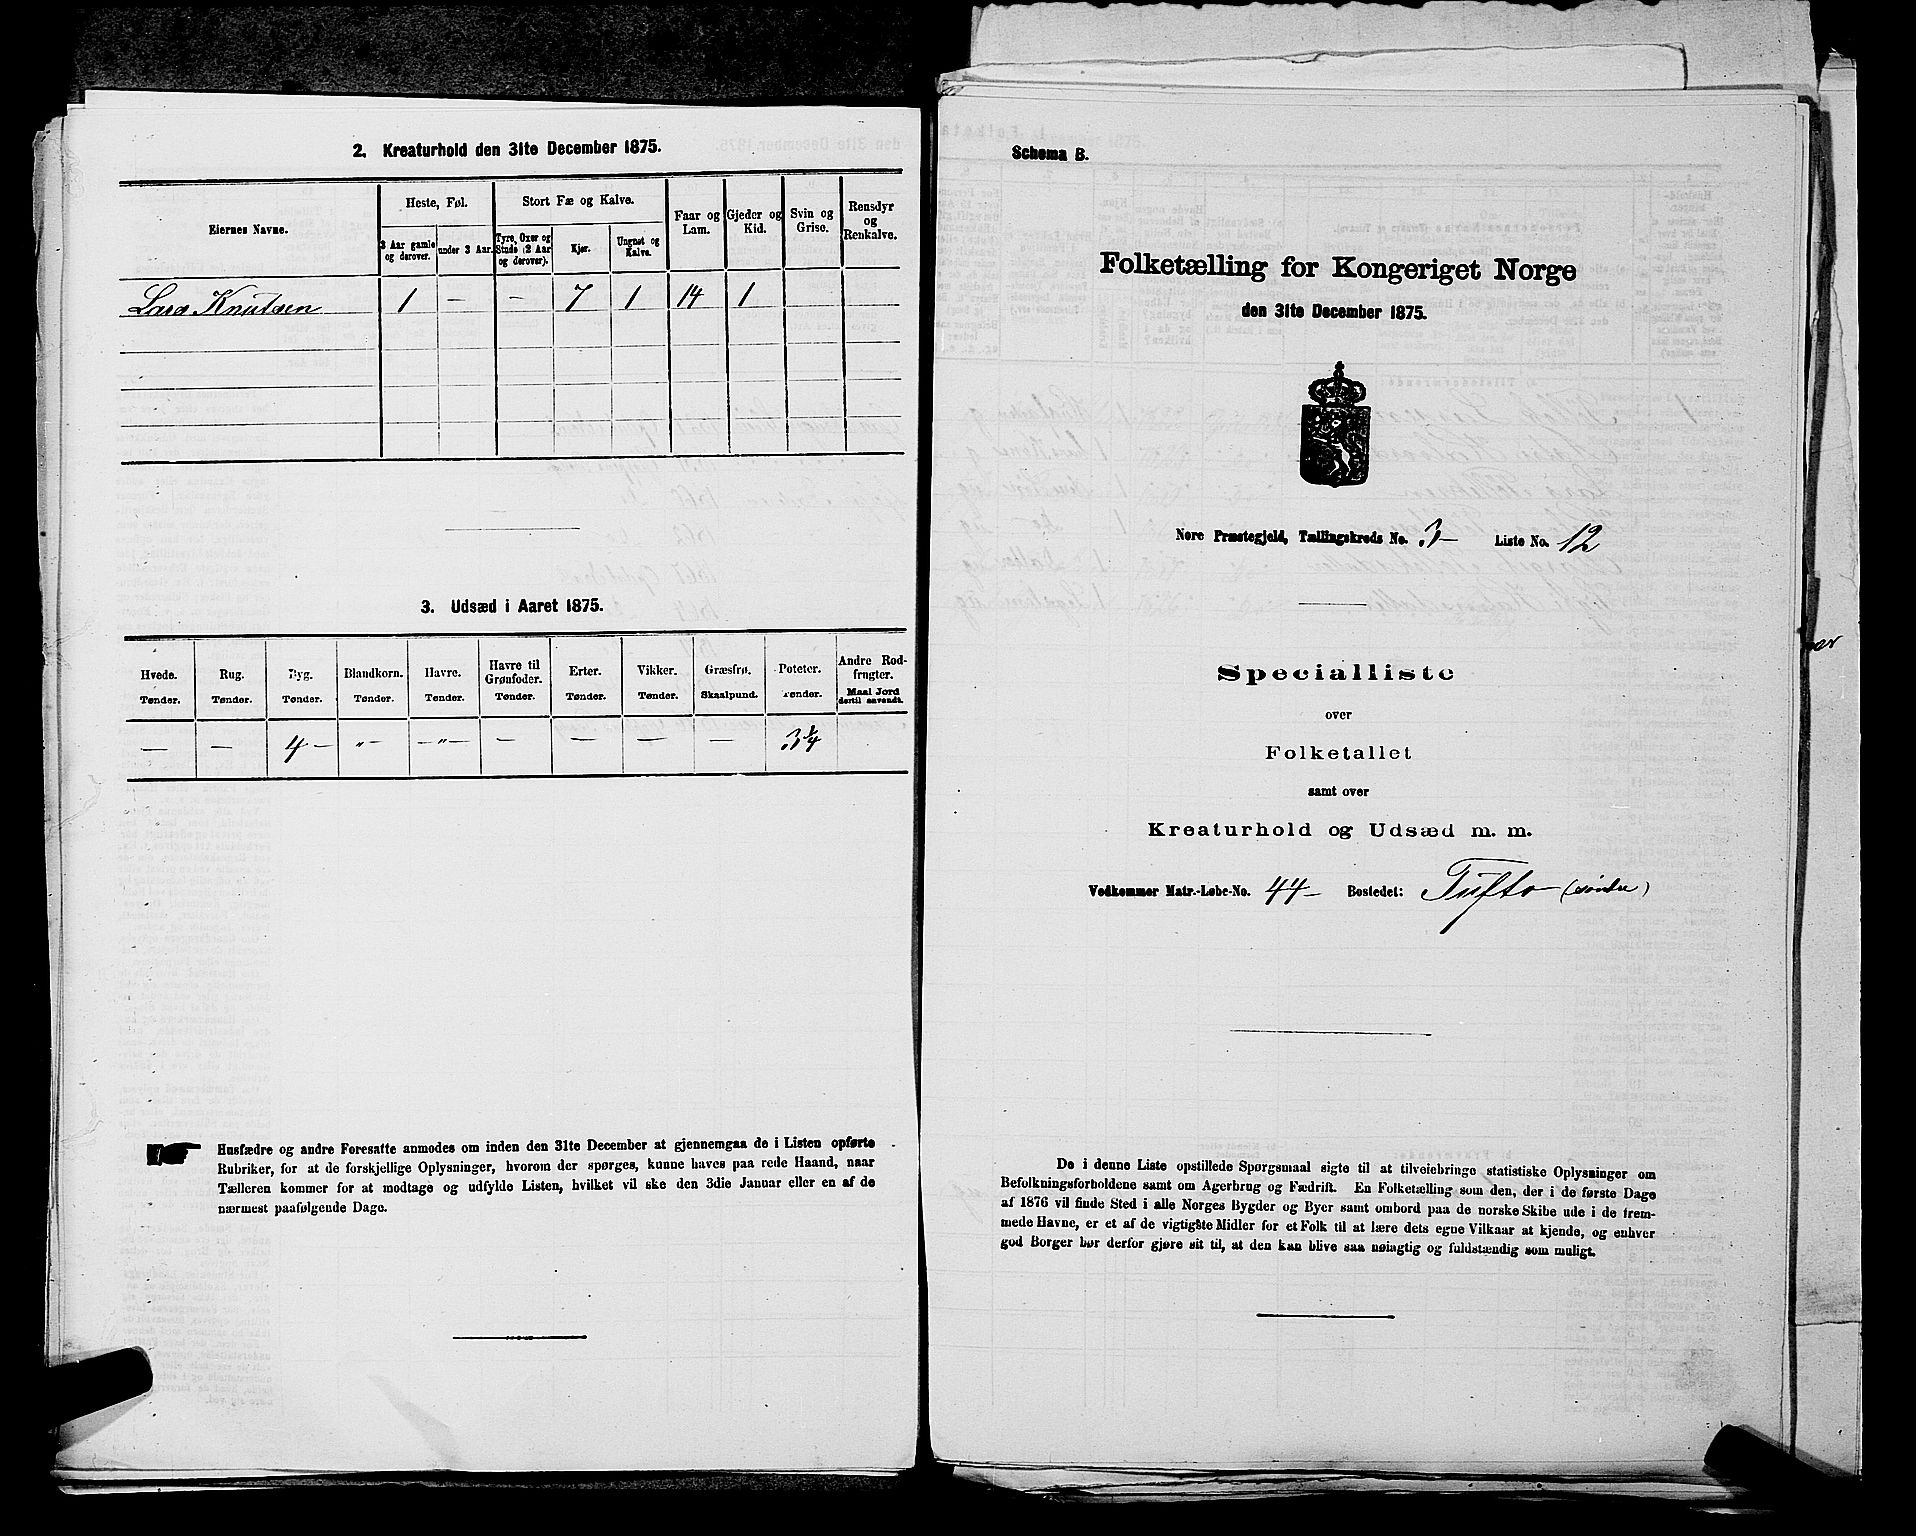 2. Kreaturhold den 31te December 1875.
Eiernes Navne. Heste, Føl. Stort Fæ og Kalve. Faar og Lam. Gjeder og Kid. Svin og Grise. Rensdyr og Renkalve.
3 Aar gamle og derover. under 3 Aar. Tyre, Oxer og Stude (2 Aar og derover). Kjør. Ungnøt og Kalve.
Lars Knutsen 1 — — 7 1 14 1
3. Udsæd i Aaret 1875.
Hvede. Rug. Byg. Blandkorn. Havre. Havre til Grønfoder. Erter. Vikker. Græsfrø. Poteter. Andre Rodfrugter.
Tønder. Tønder. Tønder. Tønder. Tønder. Tønder. Tønder. Tønder. Skaalpund. Tønder. Maal Jord dertil anvendt.
— — 4 — "— —"— — — — — 3 1/4
Husfædre og andre Foresatte anmodes om inden den 31te December at gjennemgaa de i Listen opførte
Rubriker, for at de forskjellige Oplysninger, hvorom der spørges, kunne haves paa rede Haand, naar
Tælleren kommer for at modtage og udfylde Listen, hvilket vil ske den 3die Januar eller en af de
nærmest paafølgende Dage.
Schema B.
Folketælling for Kongeriget Norge
den 31te December 1875.
Nore Præstegjeld, Tællingskreds No. 3 — Liste No. 12
Specialliste
over
Folketallet
samt over
Kreaturhold og Udsæd m. m.
Vedkommer Matr.-Løbe-No. 44 — Bostedet: Tufto (søndre)
De i denne Liste opstillede Spørgsmaal sigte til at tilveiebringe statistiske Oplysninger om
Befolkningsforholdene samt om Agerbrug og Fædrift. En Folketælling som den, der i de første Dage
af 1876 vil finde Sted i alle Norges Bygder og Byer samt ombord paa de norske Skibe ude i de frem-
mede Havne, er et af de vigtigste Midler for et Folk til at lære dets egne Vilkaar at kjende, og enhver
god Borger bør derfor gjøre sit til, at den kan blive saa nøiagtig og fuldstændig som muligt.